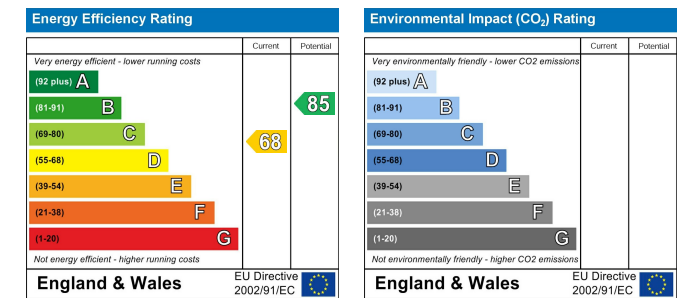 Energy Efficiency Rating
Current Potential
Very energy efficient - lower running costs
(92 plus) A
(81-91) B
85
(69-80) C
68
(55-68) D
(39-54) E
(21-38) F
(1-20) G
Not energy efficient - higher running costs
England & Wales
EU Directive
2002/91/EC
Environmental Impact (CO2) Rating
Current Potential
Very environmentally friendly - lower CO2 emissions
(92 plus) A
(81-91) B
(69-80) C
(55-68) D
(39-54) E
(21-38) F
(1-20) G
Not environmentally friendly - higher CO2 emissions
England & Wales
EU Directive
2002/91/EC